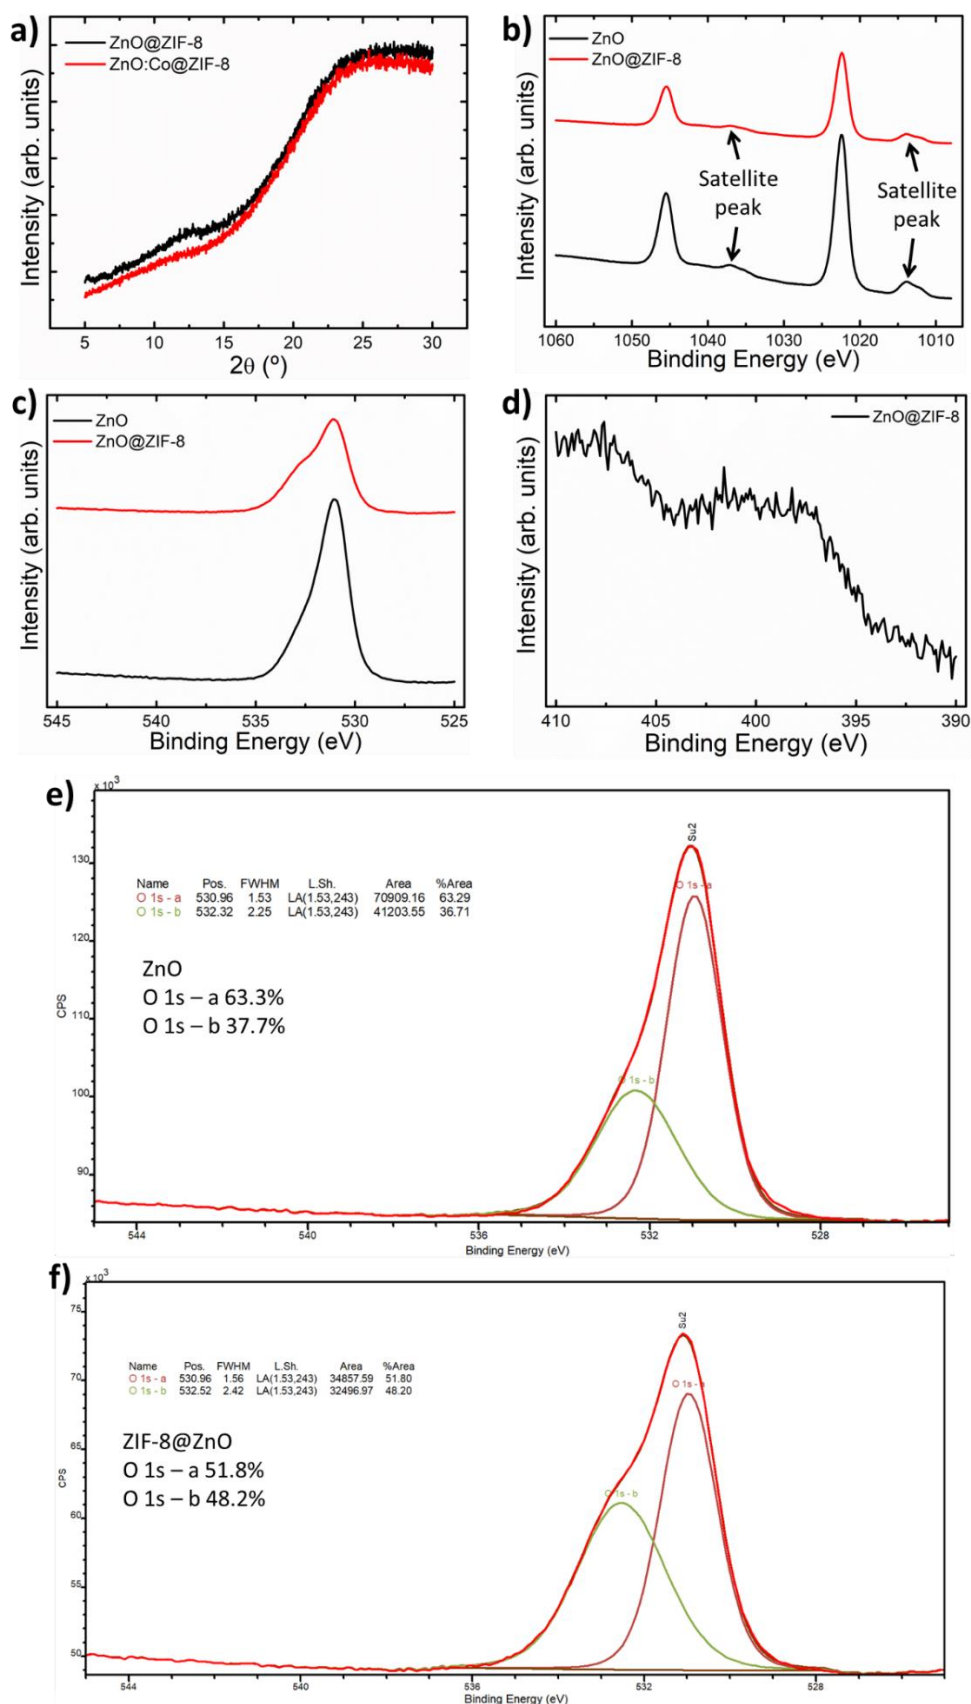 a)
ZnO@ZIF-8
ZnO:Co@ZIF-8
Intensity (arb. units)
5 10 15 20 25 30
2θ (º)
b)
ZnO
ZnO@ZIF-8
Satellite
peak
Satellite
peak
Intensity (arb. units)
1060 1050 1040 1030 1020 1010
Binding Energy (eV)
c)
ZnO
ZnO@ZIF-8
Intensity (arb. units)
545 540 535 530 525
Binding Energy (eV)
d)
ZnO@ZIF-8
Intensity (arb. units)
410 405 400 395 390
Binding Energy (eV)
e)
x 10³
Su2
Name Pos. FWHM L.Sh. Area %Area
O 1s - a 530.96 1.53 LA(1.53,243) 70909.16 63.29
O 1s - b 532.32 2.25 LA(1.53,243) 41203.55 36.71
ZnO
O 1s – a 63.3%
O 1s – b 37.7%
O 1s - a
O 1s - b
CPS
130
120
110
100
90
544 540 536 532 528
Binding Energy (eV)
f)
x 10³
Su2
Name Pos. FWHM L.Sh. Area %Area
O 1s - a 530.96 1.56 LA(1.53,243) 34857.59 51.80
O 1s - b 532.52 2.42 LA(1.53,243) 32496.97 48.20
ZIF-8@ZnO
O 1s – a 51.8%
O 1s – b 48.2%
O 1s - a
O 1s - b
CPS
75
70
65
60
55
50
544 540 536 532 528
Binding Energy (eV)